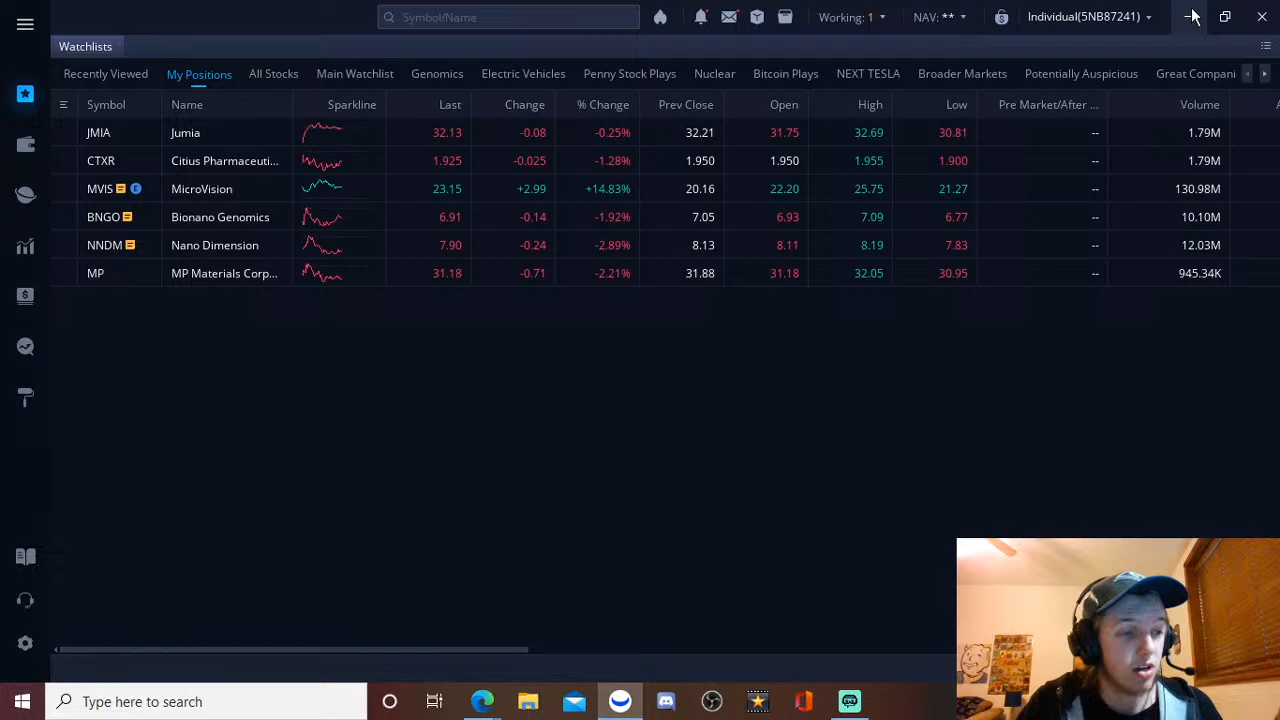 Symbol/Name
Working: 1
NAV: **
Individual(5NB87241)
Watchlists
Recently Viewed My Positions All Stocks Main Watchlist Genomics Electric Vehicles Penny Stock Plays Nuclear Bitcoin Plays NEXT TESLA Broader Markets Potentially Auspicious Great Compani
Symbol Name Sparkline Last Change % Change Prev Close Open High Low Pre Market/After ... Volume
JMIA Jumia 32.13 -0.08 -0.25% 32.21 31.75 32.69 30.81 -- 1.79M
CTXR Citius Pharmaceuti... 1.925 -0.025 -1.28% 1.950 1.950 1.955 1.900 -- 1.79M
MVIS E MicroVision 23.15 +2.99 +14.83% 20.16 22.20 25.75 21.27 -- 130.98M
BNGO Bionano Genomics 6.91 -0.14 -1.92% 7.05 6.93 7.09 6.77 -- 10.10M
NNDM Nano Dimension 7.90 -0.24 -2.89% 8.13 8.11 8.19 7.83 -- 12.03M
MP MP Materials Corp... 31.18 -0.71 -2.21% 31.88 31.18 32.05 30.95 -- 945.34K
Type here to search